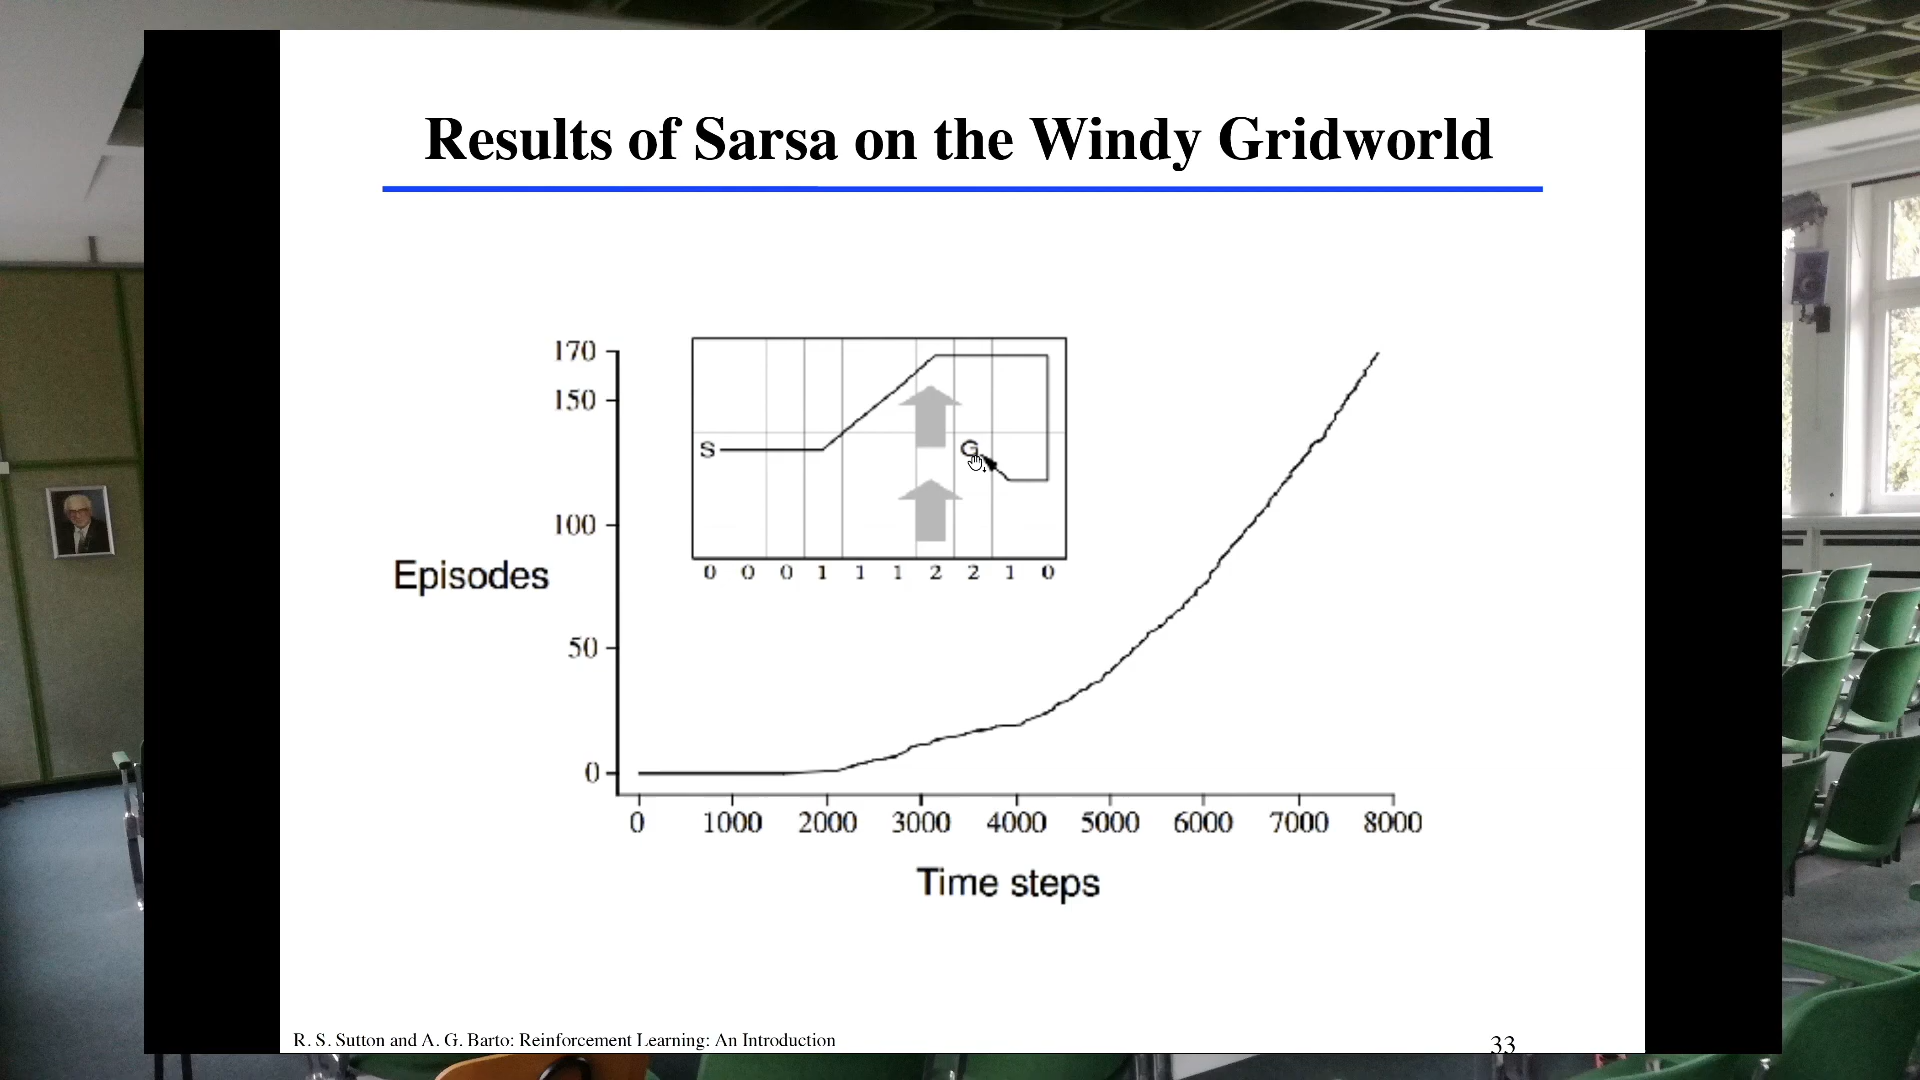 Results of Sarsa on the Windy Gridworld
170
150
100
50
0
Episodes
S
G
0 0 0 1 1 1 2 2 1 0
0 1000 2000 3000 4000 5000 6000 7000 8000
Time steps
R. S. Sutton and A. G. Barto: Reinforcement Learning: An Introduction
33